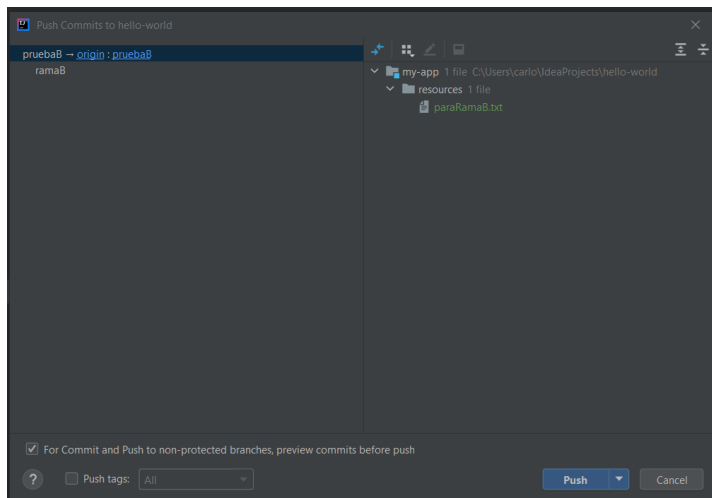 Push Commits to hello-world
pruebaB → origin : pruebaB
ramaB
my-app 1 file C:\Users\carlo\IdeaProjects\hello-world
resources 1 file
paraRamaB.txt
For Commit and Push to non-protected branches, preview commits before push
? Push tags: All Push Cancel